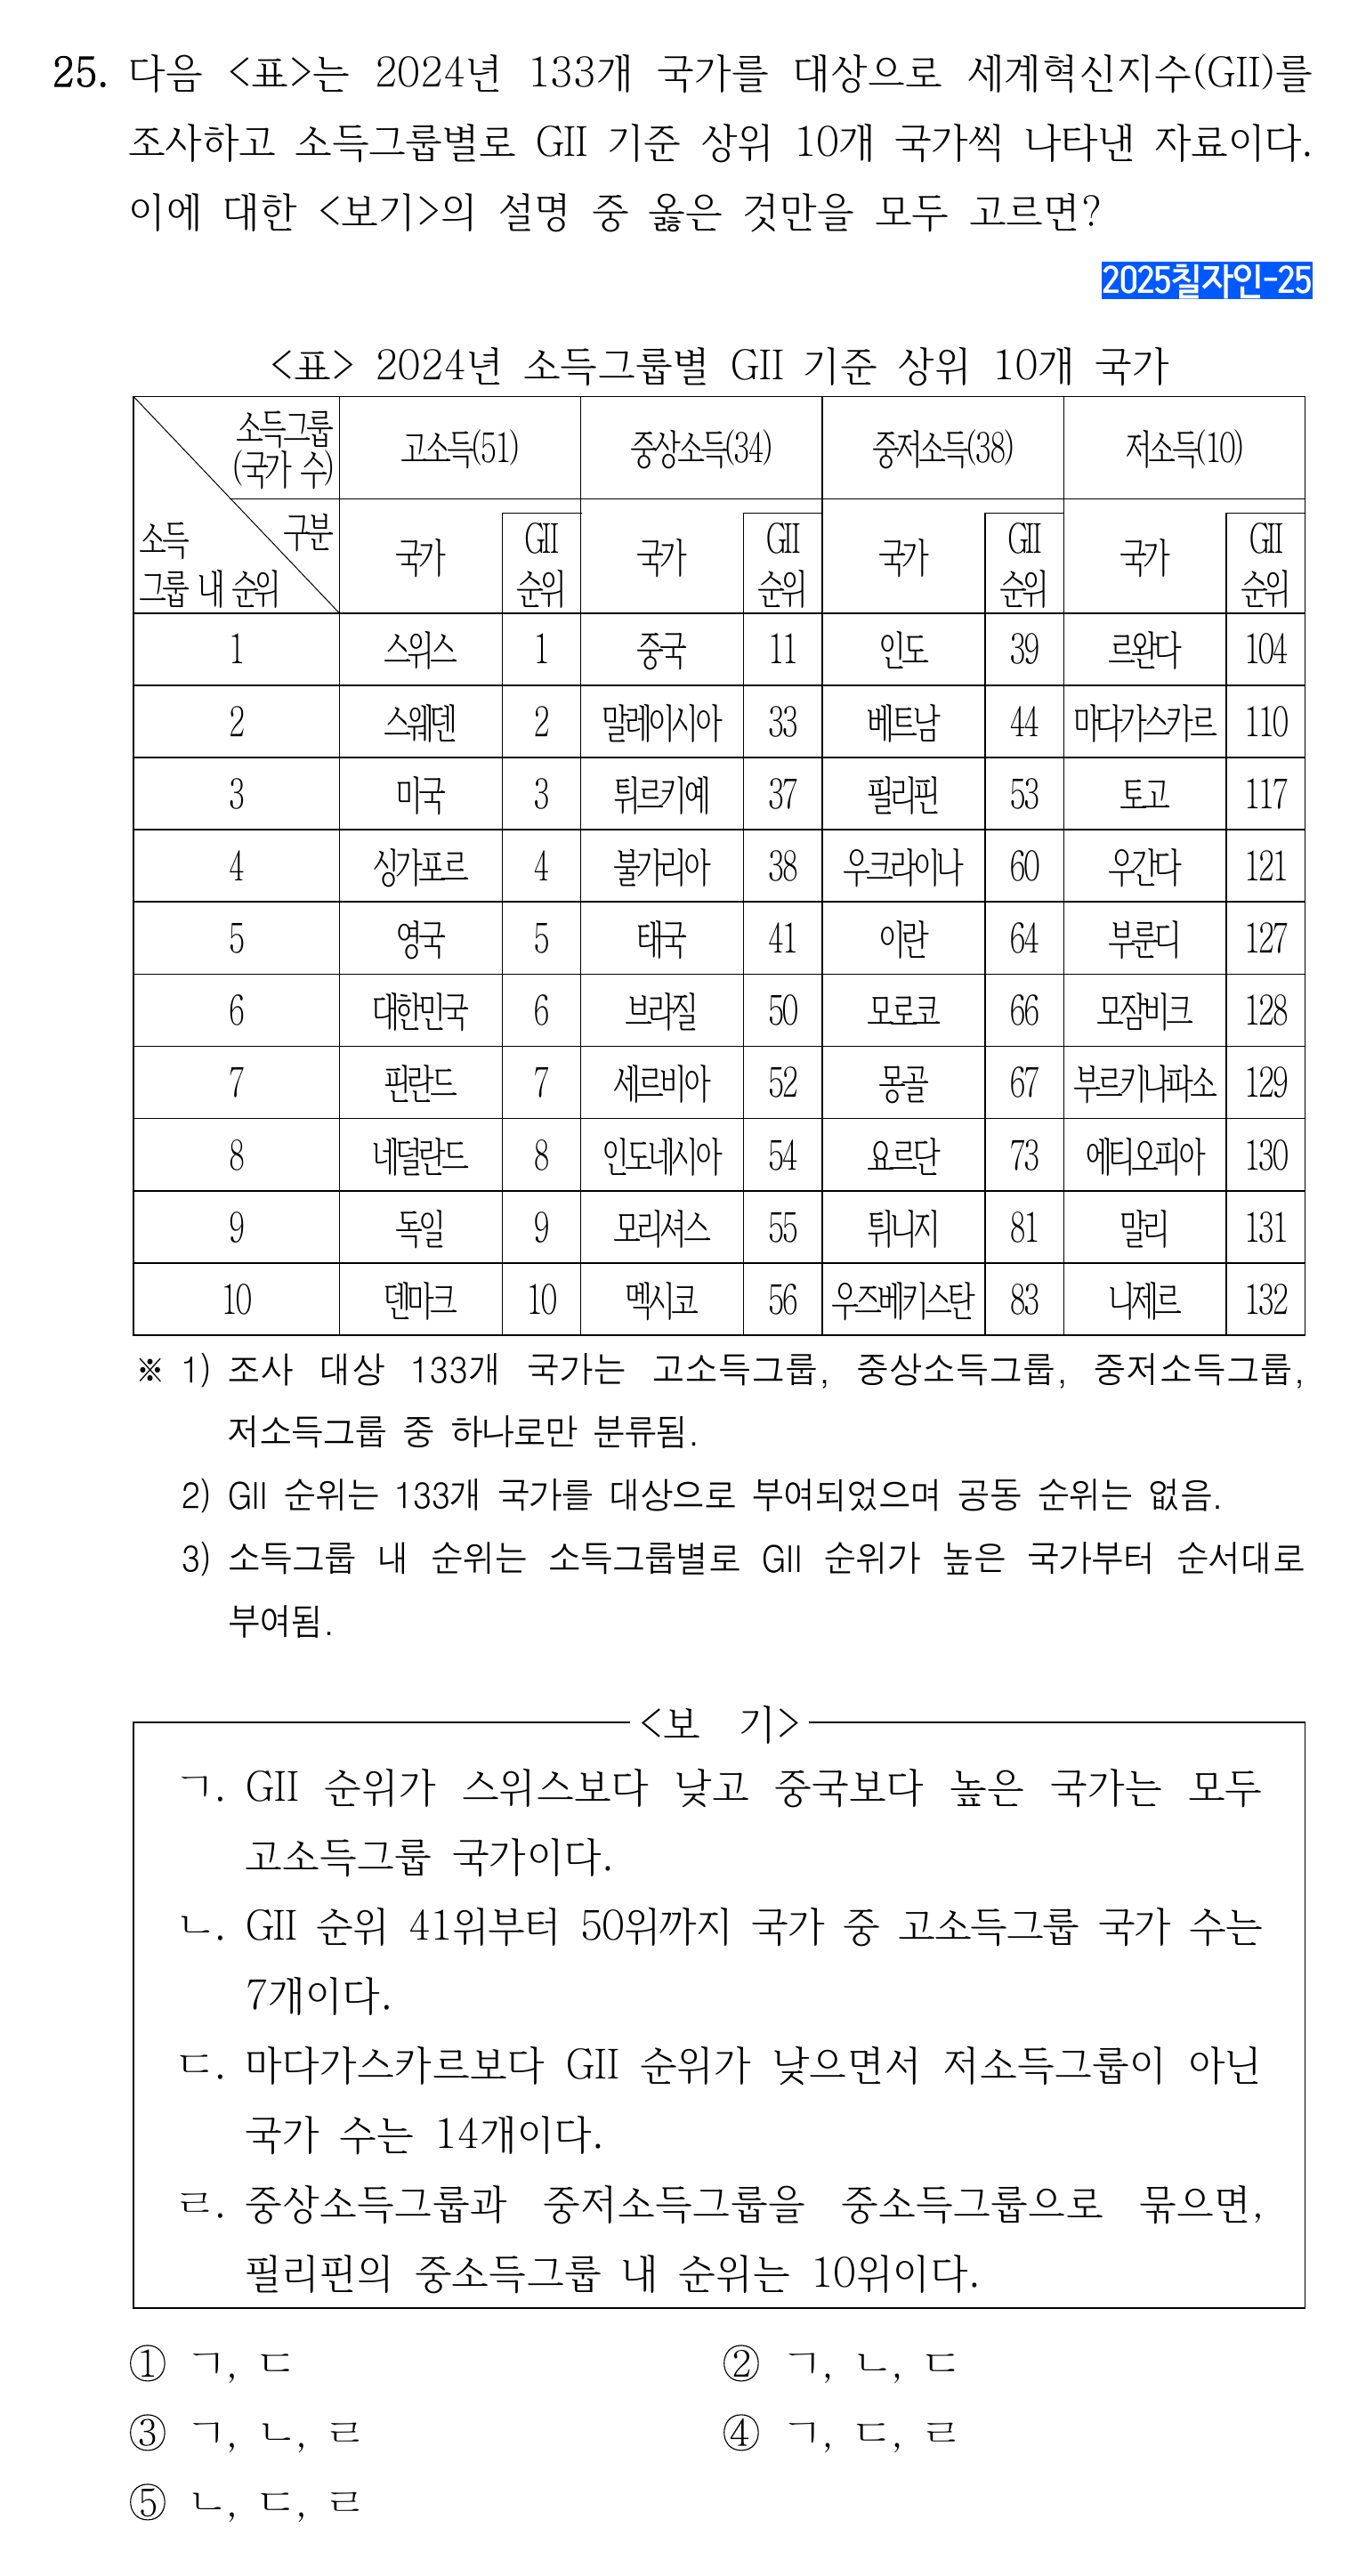 25. 다음 <표>는 2024년 133개 국가를 대상으로 세계혁신지수(GII)를
조사하고 소득그룹별로 GII 기준 상위 10개 국가씩 나타낸 자료이다.
이에 대한 <보기>의 설명 중 옳은 것만을 모두 고르면?
2025칠자인-25
<표> 2024년 소득그룹별 GII 기준 상위 10개 국가
소득그룹 (국가 수) 고소득(51) 중상소득(34) 중저소득(38) 저소득(10)
소득 그룹 내 순위 구분 국가 GII 순위 국가 GII 순위 국가 GII 순위 국가 GII 순위
1 스위스 1 중국 11 인도 39 르완다 104
2 스웨덴 2 말레이시아 33 베트남 44 마다가스카르 110
3 미국 3 튀르키예 37 필리핀 53 토고 117
4 싱가포르 4 불가리아 38 우크라이나 60 우간다 121
5 영국 5 태국 41 이란 64 부룬디 127
6 대한민국 6 브라질 50 모로코 66 모잠비크 128
7 핀란드 7 세르비아 52 몽골 67 부르키나파소 129
8 네덜란드 8 인도네시아 54 요르단 73 에티오피아 130
9 독일 9 모리셔스 55 튀니지 81 말리 131
10 덴마크 10 멕시코 56 우즈베키스탄 83 니제르 132
※ 1) 조사 대상 133개 국가는 고소득그룹, 중상소득그룹, 중저소득그룹,
저소득그룹 중 하나로만 분류됨.
2) GII 순위는 133개 국가를 대상으로 부여되었으며 공동 순위는 없음.
3) 소득그룹 내 순위는 소득그룹별로 GII 순위가 높은 국가부터 순서대로
부여됨.
<보 기>
ㄱ. GII 순위가 스위스보다 낮고 중국보다 높은 국가는 모두
고소득그룹 국가이다.
ㄴ. GII 순위 41위부터 50위까지 국가 중 고소득그룹 국가 수는
7개이다.
ㄷ. 마다가스카르보다 GII 순위가 낮으면서 저소득그룹이 아닌
국가 수는 14개이다.
ㄹ. 중상소득그룹과 중저소득그룹을 중소득그룹으로 묶으면,
필리핀의 중소득그룹 내 순위는 10위이다.
① ㄱ, ㄷ ② ㄱ, ㄴ, ㄷ
③ ㄱ, ㄴ, ㄹ ④ ㄱ, ㄷ, ㄹ
⑤ ㄴ, ㄷ, ㄹ